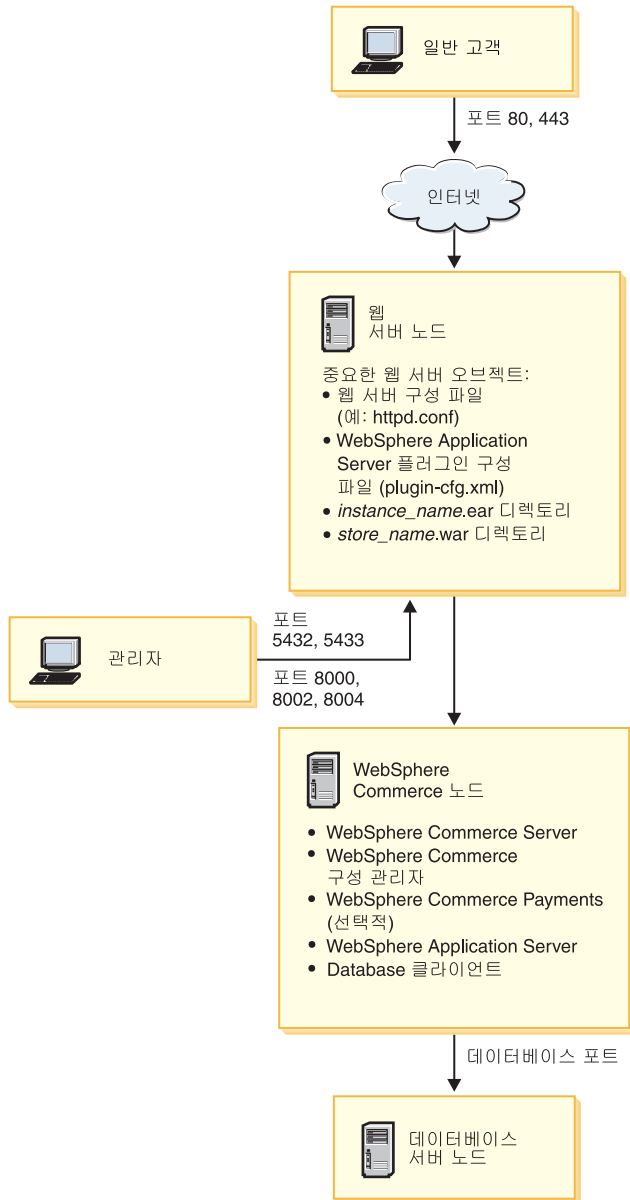 일반 고객
포트 80, 443
인터넷
웹
서버 노드
중요한 웹 서버 오브젝트:
• 웹 서버 구성 파일
(예: httpd.conf)
• WebSphere Application
Server 플러그인 구성
파일 (plugin-cfg.xml)
• instance_name.ear 디렉토리
• store_name.war 디렉토리
관리자
포트
5432, 5433
포트 8000,
8002, 8004
WebSphere
Commerce 노드
• WebSphere Commerce Server
• WebSphere Commerce
구성 관리자
• WebSphere Commerce Payments
(선택적)
• WebSphere Application Server
• Database 클라이언트
데이터베이스 포트
데이터베이스
서버 노드